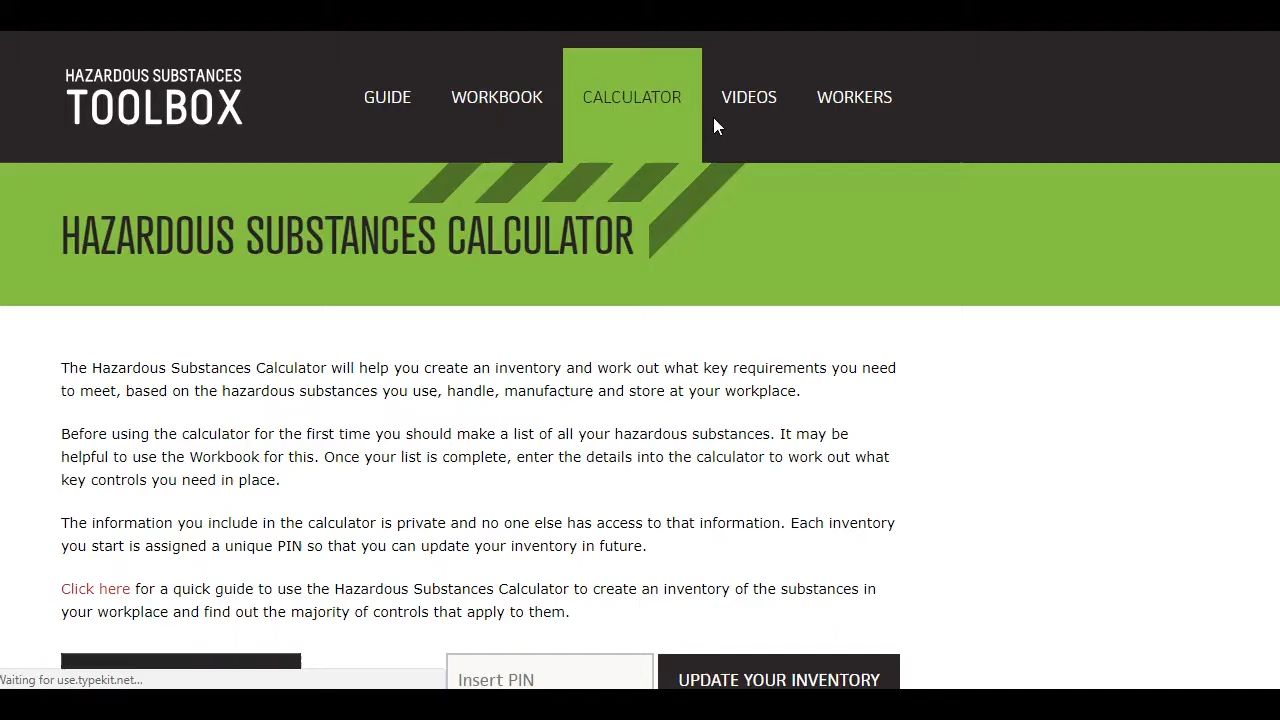 HAZARDOUS SUBSTANCES
TOOLBOX
GUIDE
WORKBOOK
CALCULATOR
VIDEOS
WORKERS
HAZARDOUS SUBSTANCES CALCULATOR
The Hazardous Substances Calculator will help you create an inventory and work out what key requirements you need
to meet, based on the hazardous substances you use, handle, manufacture and store at your workplace.
Before using the calculator for the first time you should make a list of all your hazardous substances. It may be
helpful to use the Workbook for this. Once your list is complete, enter the details into the calculator to work out what
key controls you need in place.
The information you include in the calculator is private and no one else has access to that information. Each inventory
you start is assigned a unique PIN so that you can update your inventory in future.
Click here for a quick guide to use the Hazardous Substances Calculator to create an inventory of the substances in
your workplace and find out the majority of controls that apply to them.
Insert PIN
UPDATE YOUR INVENTORY
Waiting for use.typekit.net...